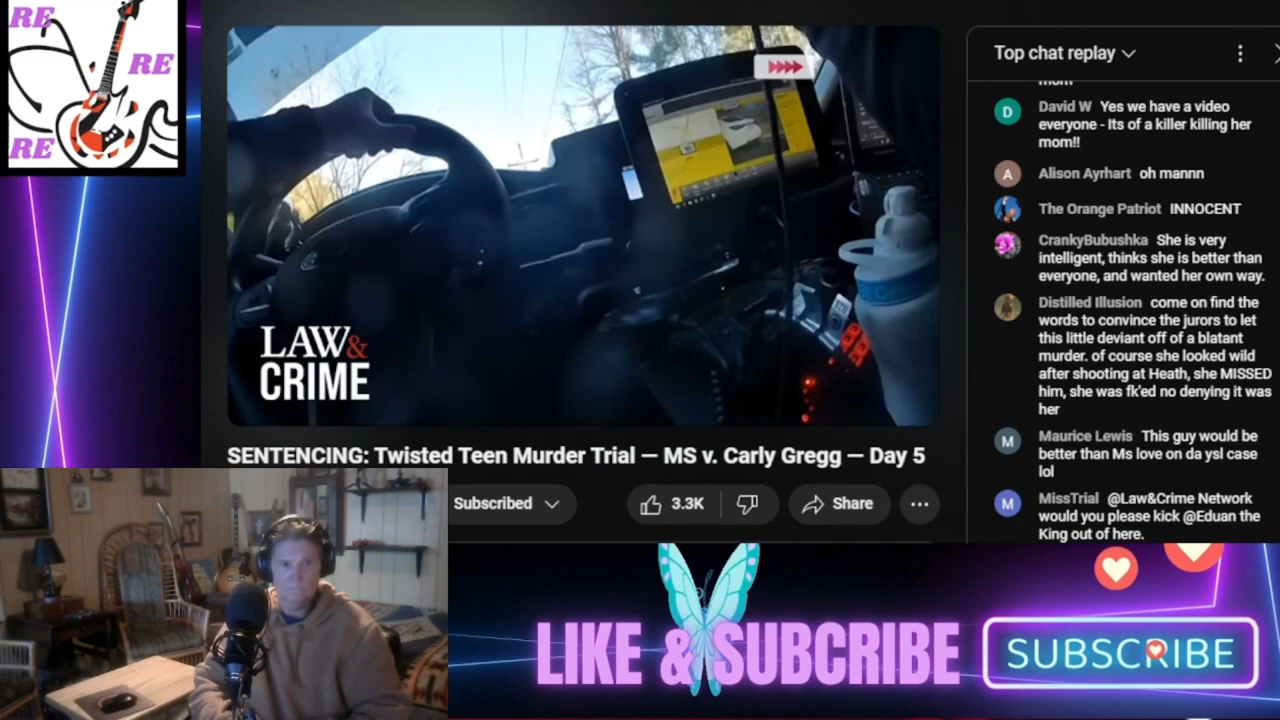 RE
RE
RE
LAW&
CRIME
SENTENCING: Twisted Teen Murder Trial — MS v. Carly Gregg — Day 5
Subscribed
3.3K
Share
Top chat replay
mom
D
David W Yes we have a video
everyone - Its of a killer killing her
mom!!
A
Alison Ayrhart oh mannn
The Orange Patriot INNOCENT
CrankyBubushka She is very
intelligent, thinks she is better than
everyone, and wanted her own way.
Distilled Illusion come on find the
words to convince the jurors to let
this little deviant off of a blatant
murder. of course she looked wild
after shooting at Heath, she MISSED
him, she was fk'ed no denying it was
her
M
Maurice Lewis This guy would be
better than Ms love on da ysl case
lol
M
MissTrial @Law&Crime Network
would you please kick @Eduan the
King out of here.
LIKE & SUBCRIBE
SUBSCRIBE